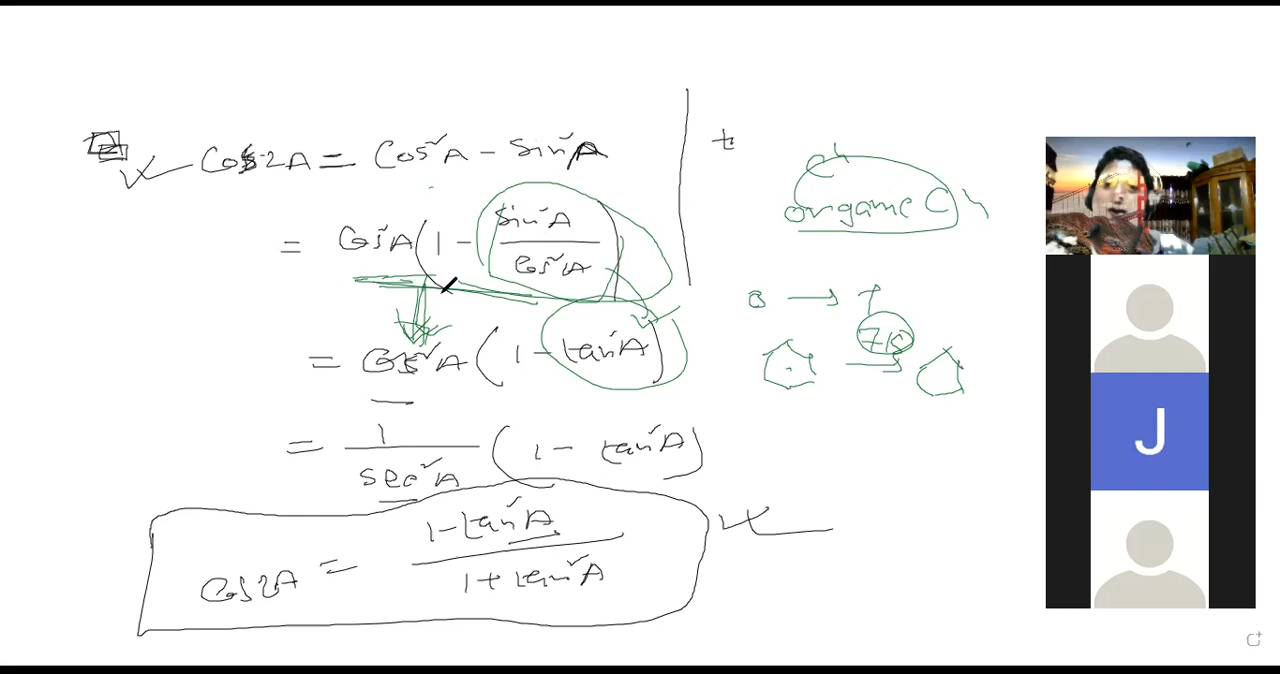 Cos2A = Cos²A - Sin²A
= Cos²A (1 - Sin²A / Cos²A)
= Cos²A (1 - tan²A)
= 1 / Sec²A (1 - tan²A)
Cos2A = 1 - tan²A / 1 + tan²A
t
ch
J